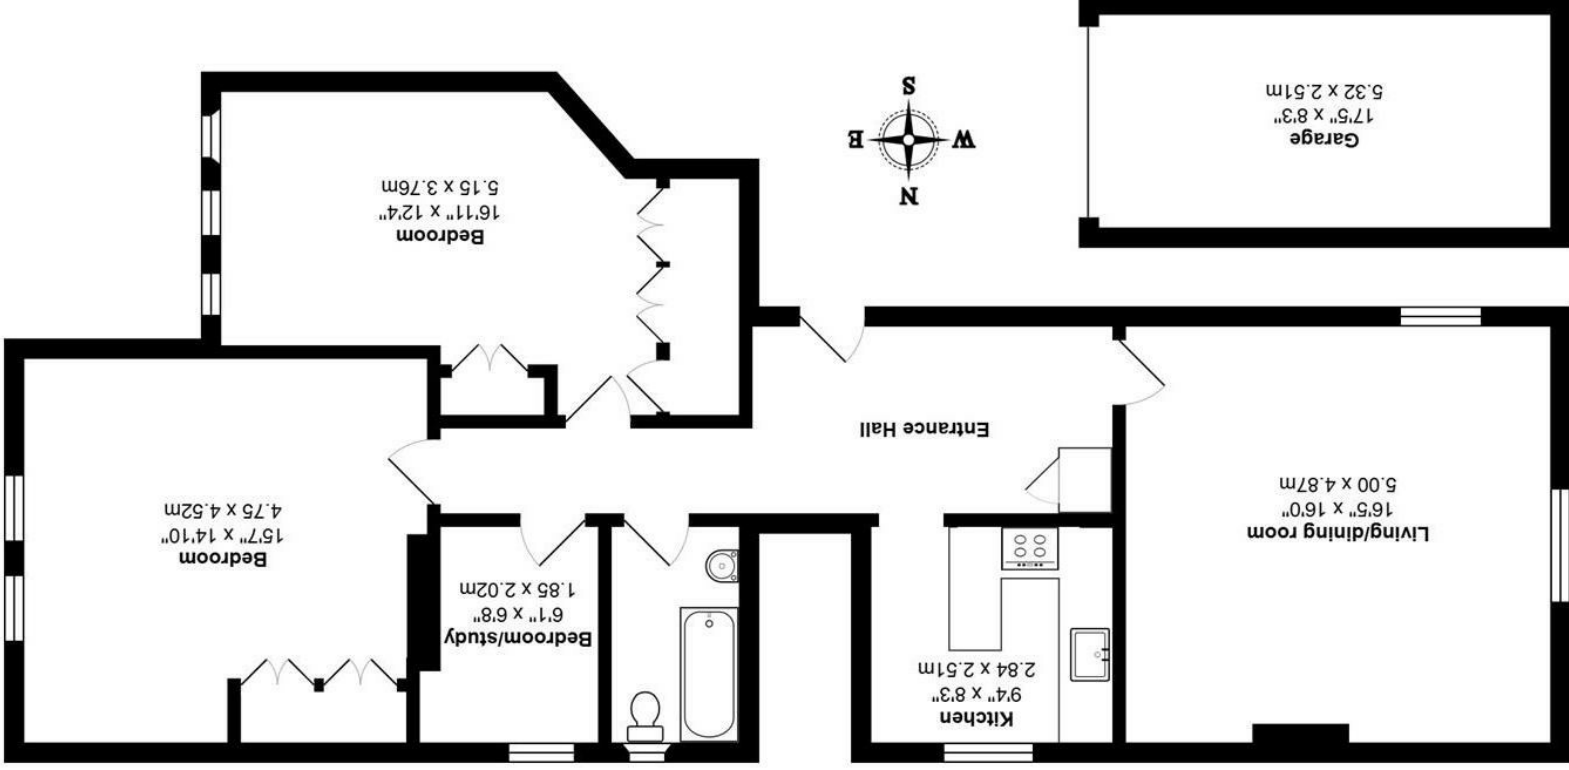 Living/dining room
16'5" x 16'0"
5.00 x 4.87m
Kitchen
9'4" x 8'3"
2.84 x 2.51m
Bedroom/study
6'1" x 6'8"
1.85 x 2.02m
Bedroom
15'7" x 14'10"
4.75 x 4.52m
Entrance Hall
Bedroom
16'11" x 12'4"
5.15 x 3.76m
N
W
E
S
Garage
17'5" x 8'3"
5.32 x 2.51m